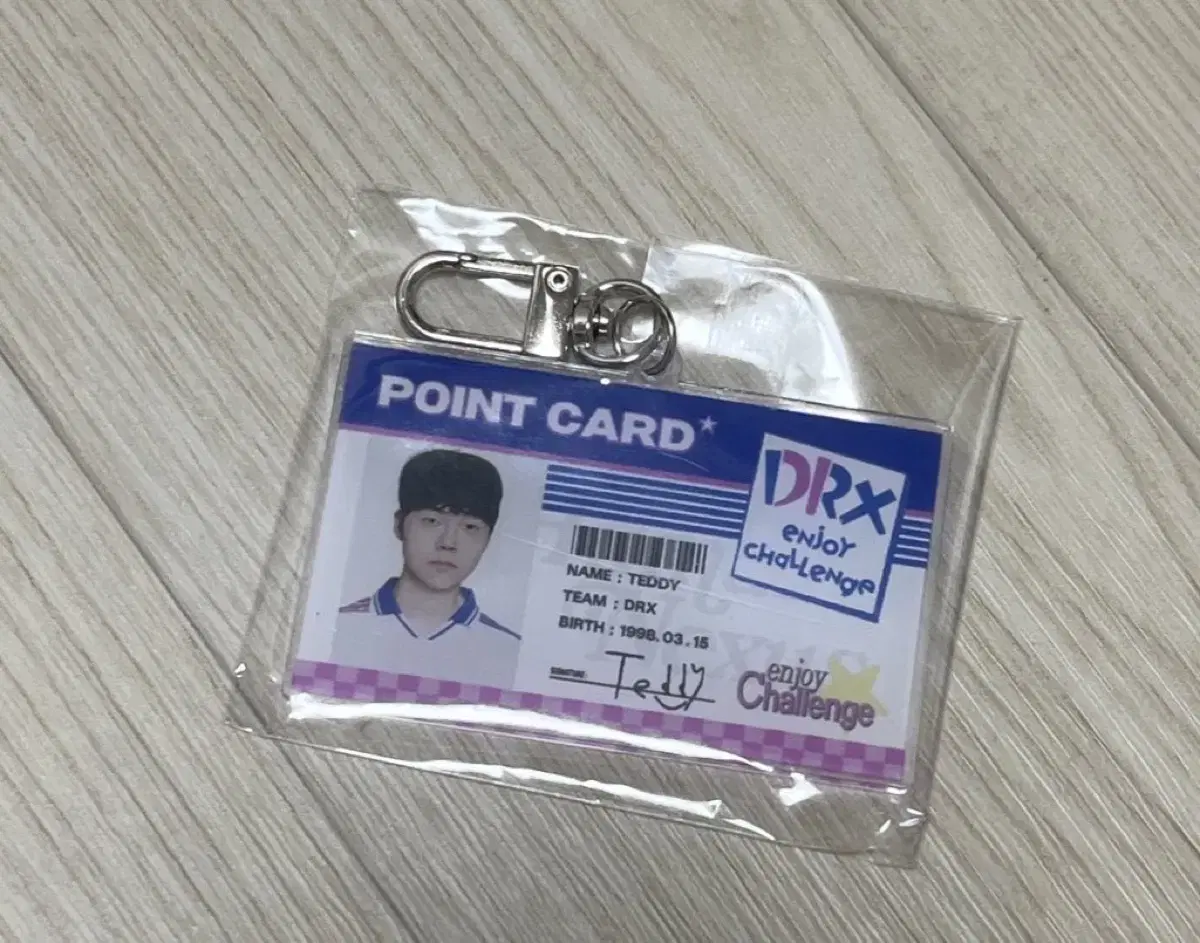 POINT CARD*
DRX
enjoy
challenge
NAME : TEDDY
TEAM : DRX
BIRTH : 1998.03.15
Teddy
enjoy
Challenge